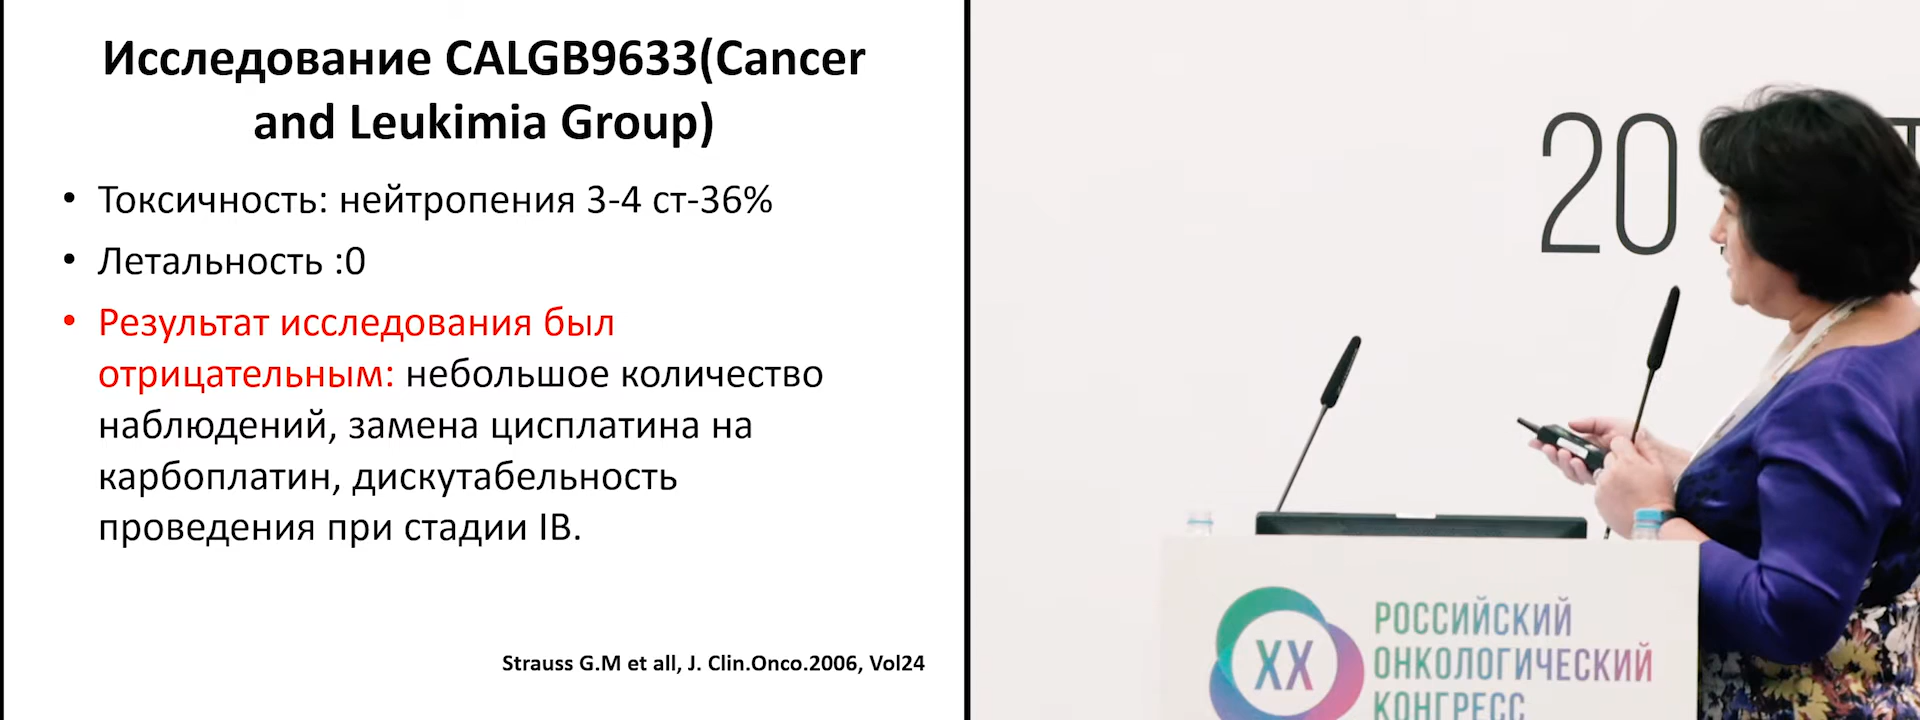 Исследование CALGB9633(Cancer
and Leukimia Group)
• Токсичность: нейтропения 3-4 ст-36%
• Летальность :0
• Результат исследования был
отрицательным: небольшое количество
наблюдений, замена цисплатина на
карбоплатин, дискутабельность
проведения при стадии IB.
Strauss G.M et all, J. Clin.Onco.2006, Vol24
20
XX
РОССИЙСКИЙ
ОНКОЛОГИЧЕСКИЙ
КОНГРЕСС